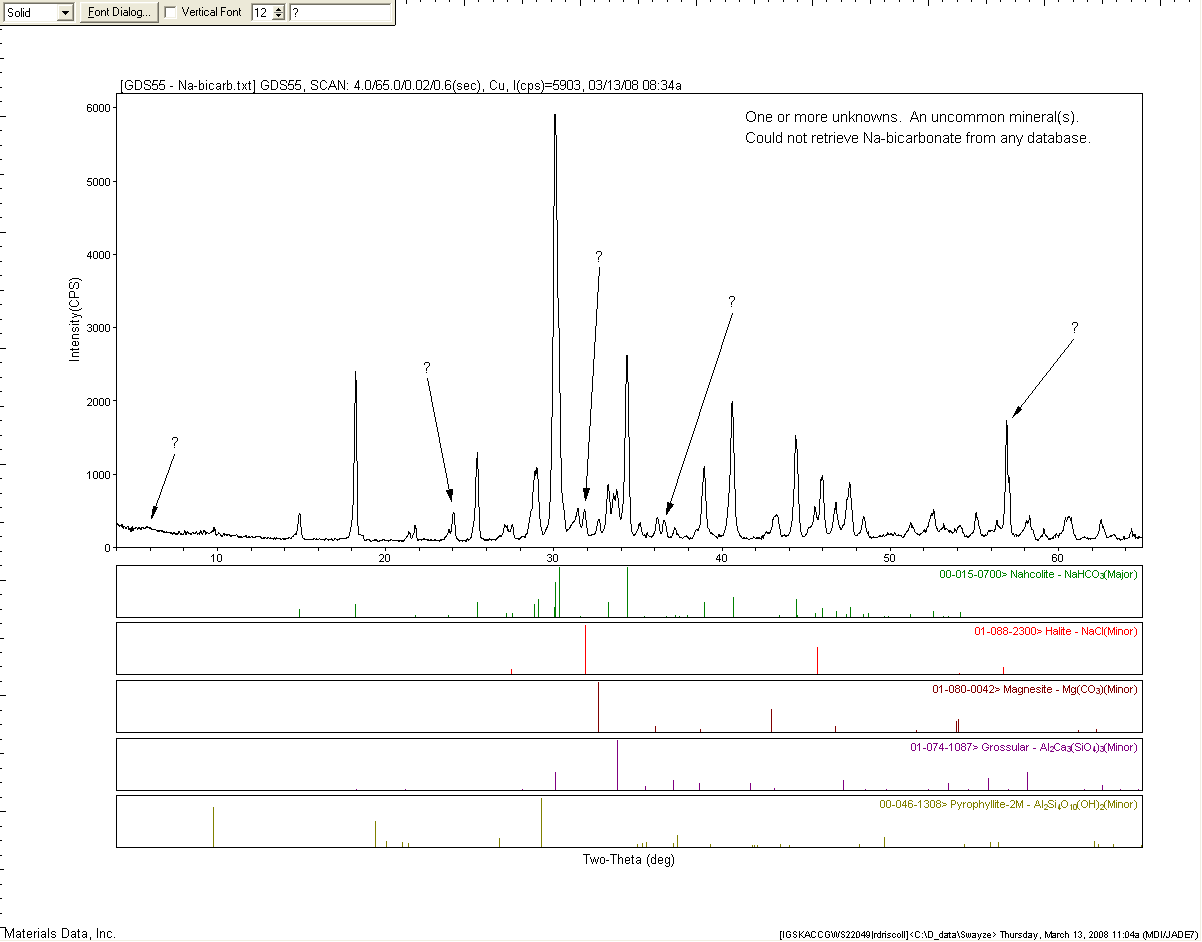 Solid Font Dialog... Vertical Font 12 ?
[GDS55 - Na-bicarb.txt] GDS55, SCAN: 4.0/65.0/0.02/0.6(sec), Cu, I(cps)=5903, 03/13/08 08:34a
One or more unknowns. An uncommon mineral(s).
Could not retrieve Na-bicarbonate from any database.
6000
5000
4000
3000
2000
1000
0
Intensity(CPS)
?
?
?
?
?
10 20 30 40 50 60
00-015-0700> Nahcolite - NaHCO₃(Major)
01-088-2300> Halite - NaCl(Minor)
01-080-0042> Magnesite - Mg(CO₃)(Minor)
01-074-1087> Grossular - Al₂Ca₃(SiO₄)₃(Minor)
00-046-1308> Pyrophyllite-2M - Al₂Si₄O₁₀(OH)₂(Minor)
Two-Theta (deg)
Materials Data, Inc.
[IGSKACCGWS22049|rdriscoll]<C:\D_data\Swayze> Thursday, March 13, 2008 11:04a (MDI/JADE7)